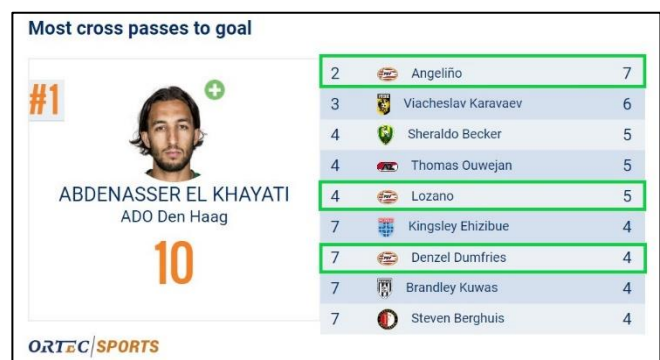 Most cross passes to goal
#1
ABDENASSER EL KHAYATI
ADO Den Haag
10
2 Angeliño 7
3 Viacheslav Karavaev 6
4 Sheraldo Becker 5
4 Thomas Ouwejan 5
4 Lozano 5
7 Kingsley Ehizibue 4
7 Denzel Dumfries 4
7 Brandley Kuwas 4
7 Steven Berghuis 4
ORTEC SPORTS